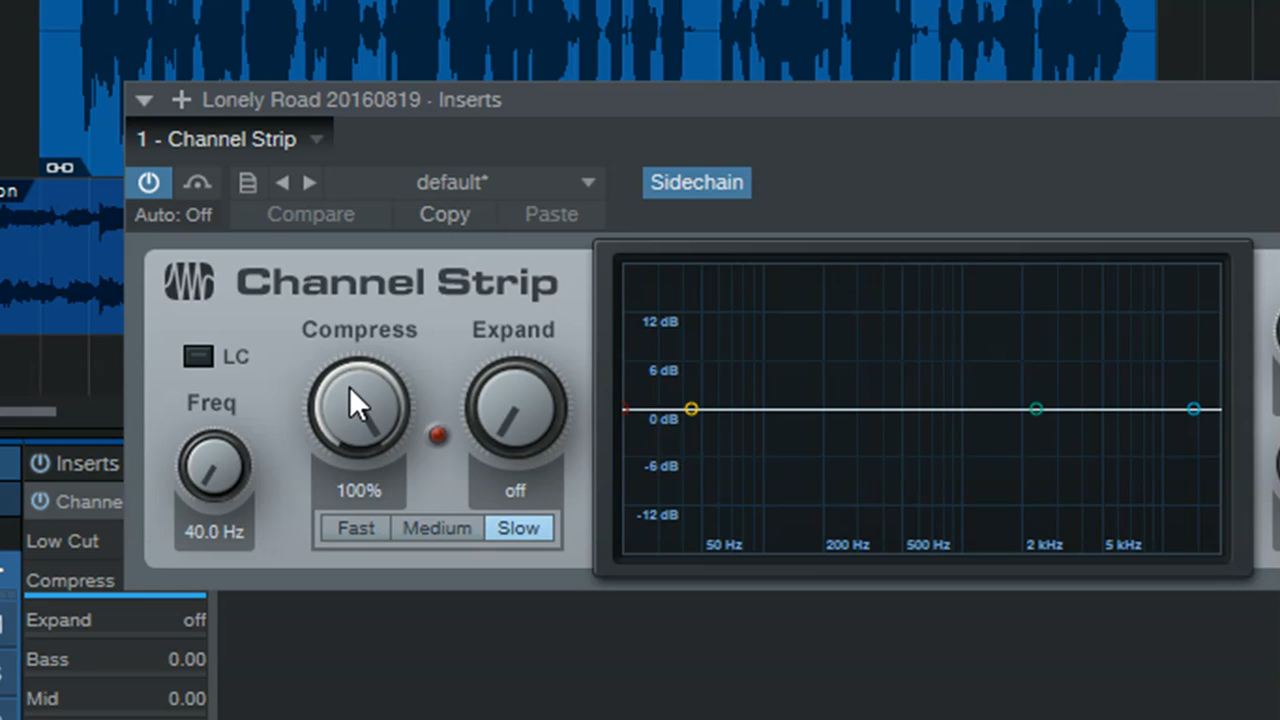 Lonely Road 20160819 · Inserts
1 - Channel Strip
default*
Sidechain
on
Auto: Off
Compare
Copy
Paste
Channel Strip
Compress
Expand
LC
Freq
100%
off
40.0 Hz
Fast
Medium
Slow
12 dB
6 dB
0 dB
-6 dB
-12 dB
50 Hz
200 Hz
500 Hz
2 kHz
5 kHz
Inserts
Channe
Low Cut
Compress
Expand off
Bass 0.00
Mid 0.00